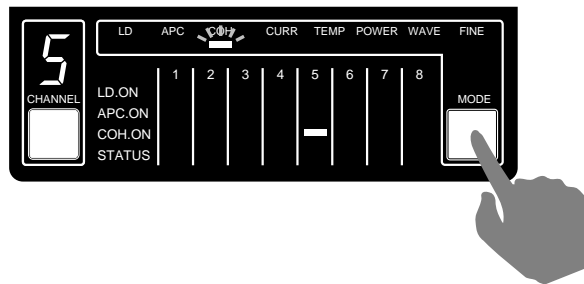 5
LD APC COH CURR TEMP POWER WAVE FINE
1 2 3 4 5 6 7 8
CHANNEL
LD.ON
MODE
APC.ON
COH.ON
STATUS